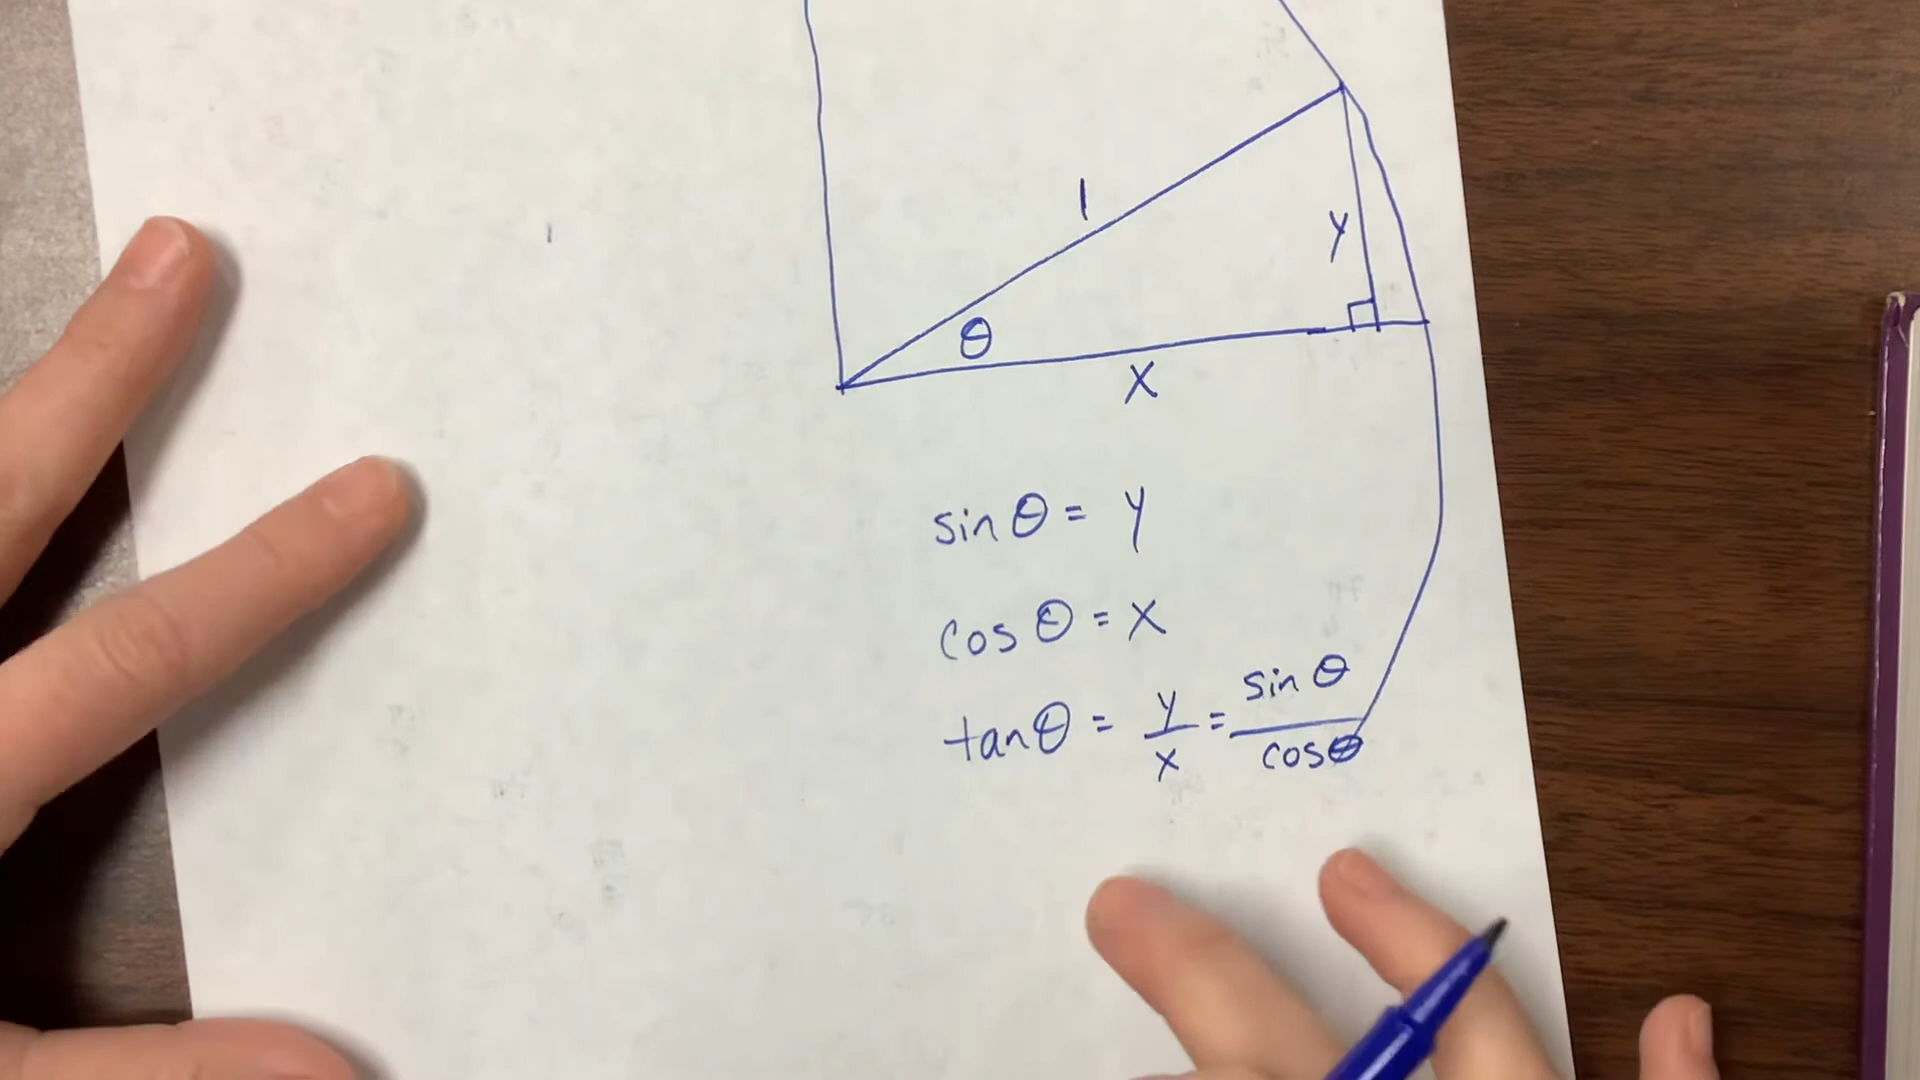 1
y
θ
x
sin θ = y
cos θ = x
tan θ = y/x = sin θ/cos θ